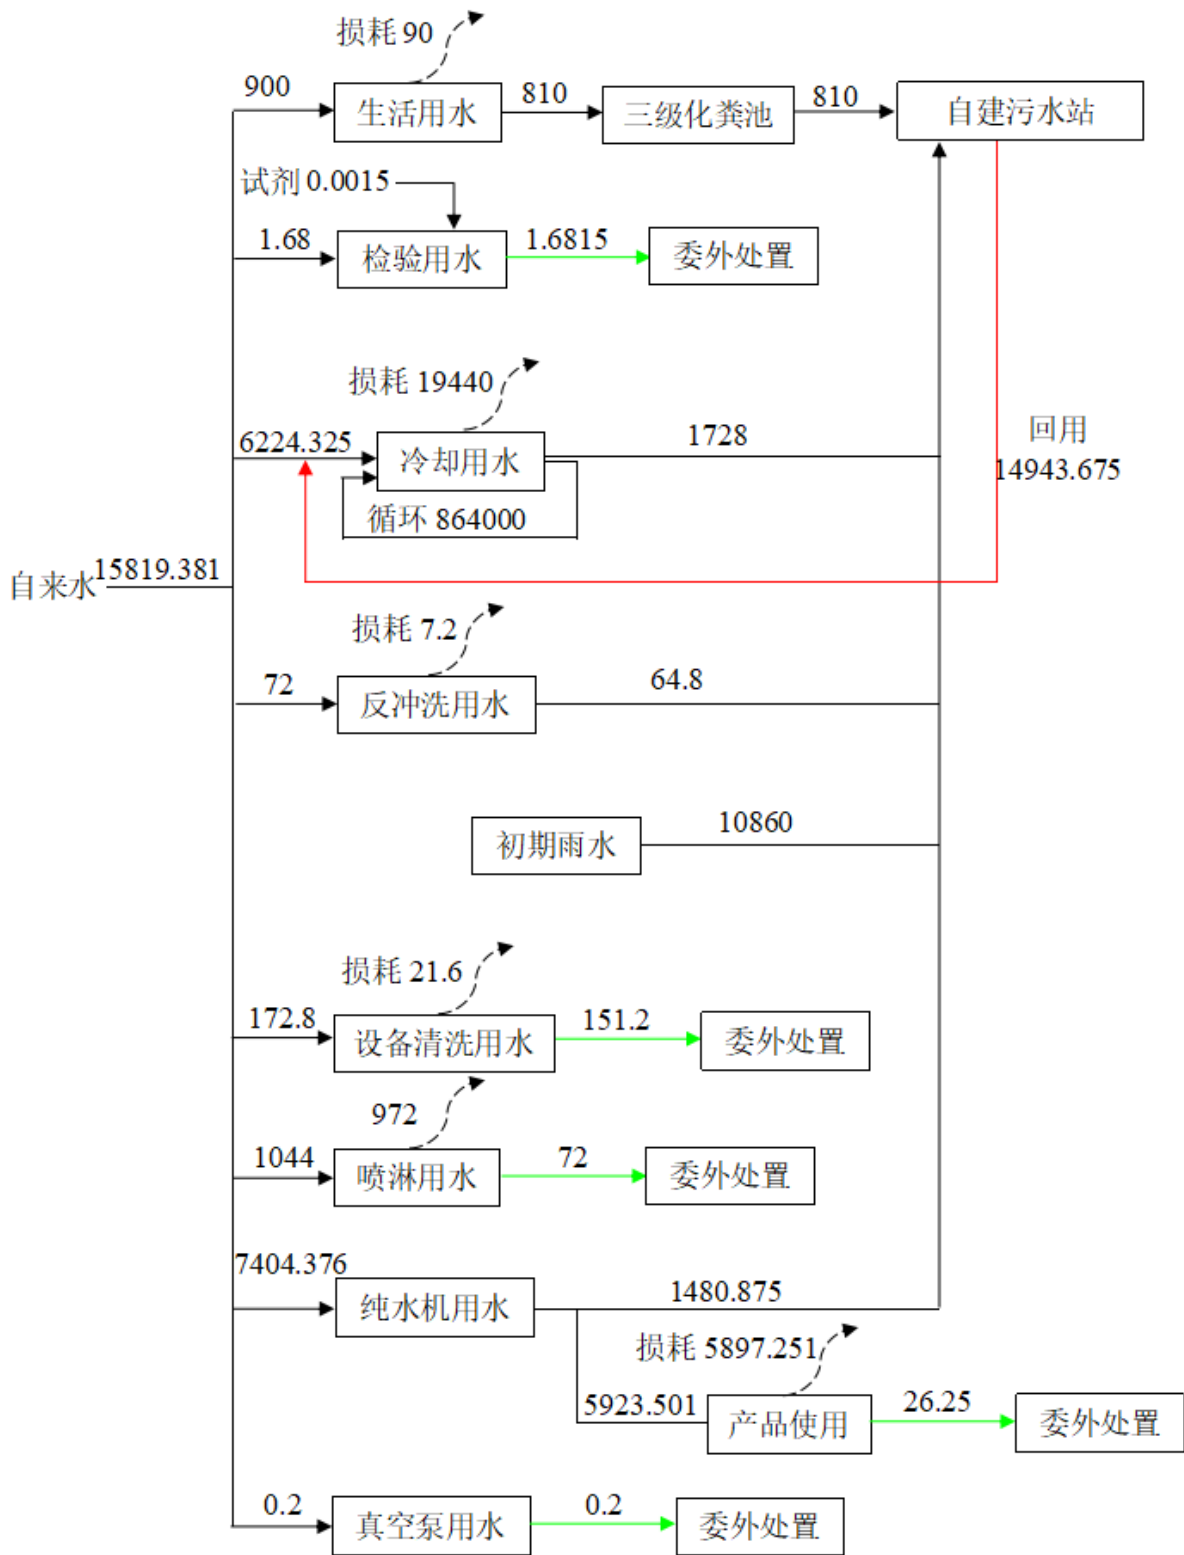 损耗 90
900
生活用水
810
三级化粪池
810
自建污水站
试剂 0.0015
1.68
检验用水
1.6815
委外处置
损耗 19440
6224.325
冷却用水
1728
回用
14943.675
循环 864000
自来水
15819.381
损耗 7.2
72
反冲洗用水
64.8
初期雨水
10860
损耗 21.6
172.8
设备清洗用水
151.2
委外处置
972
1044
喷淋用水
72
委外处置
7404.376
纯水机用水
1480.875
损耗 5897.251
5923.501
产品使用
26.25
委外处置
0.2
真空泵用水
0.2
委外处置